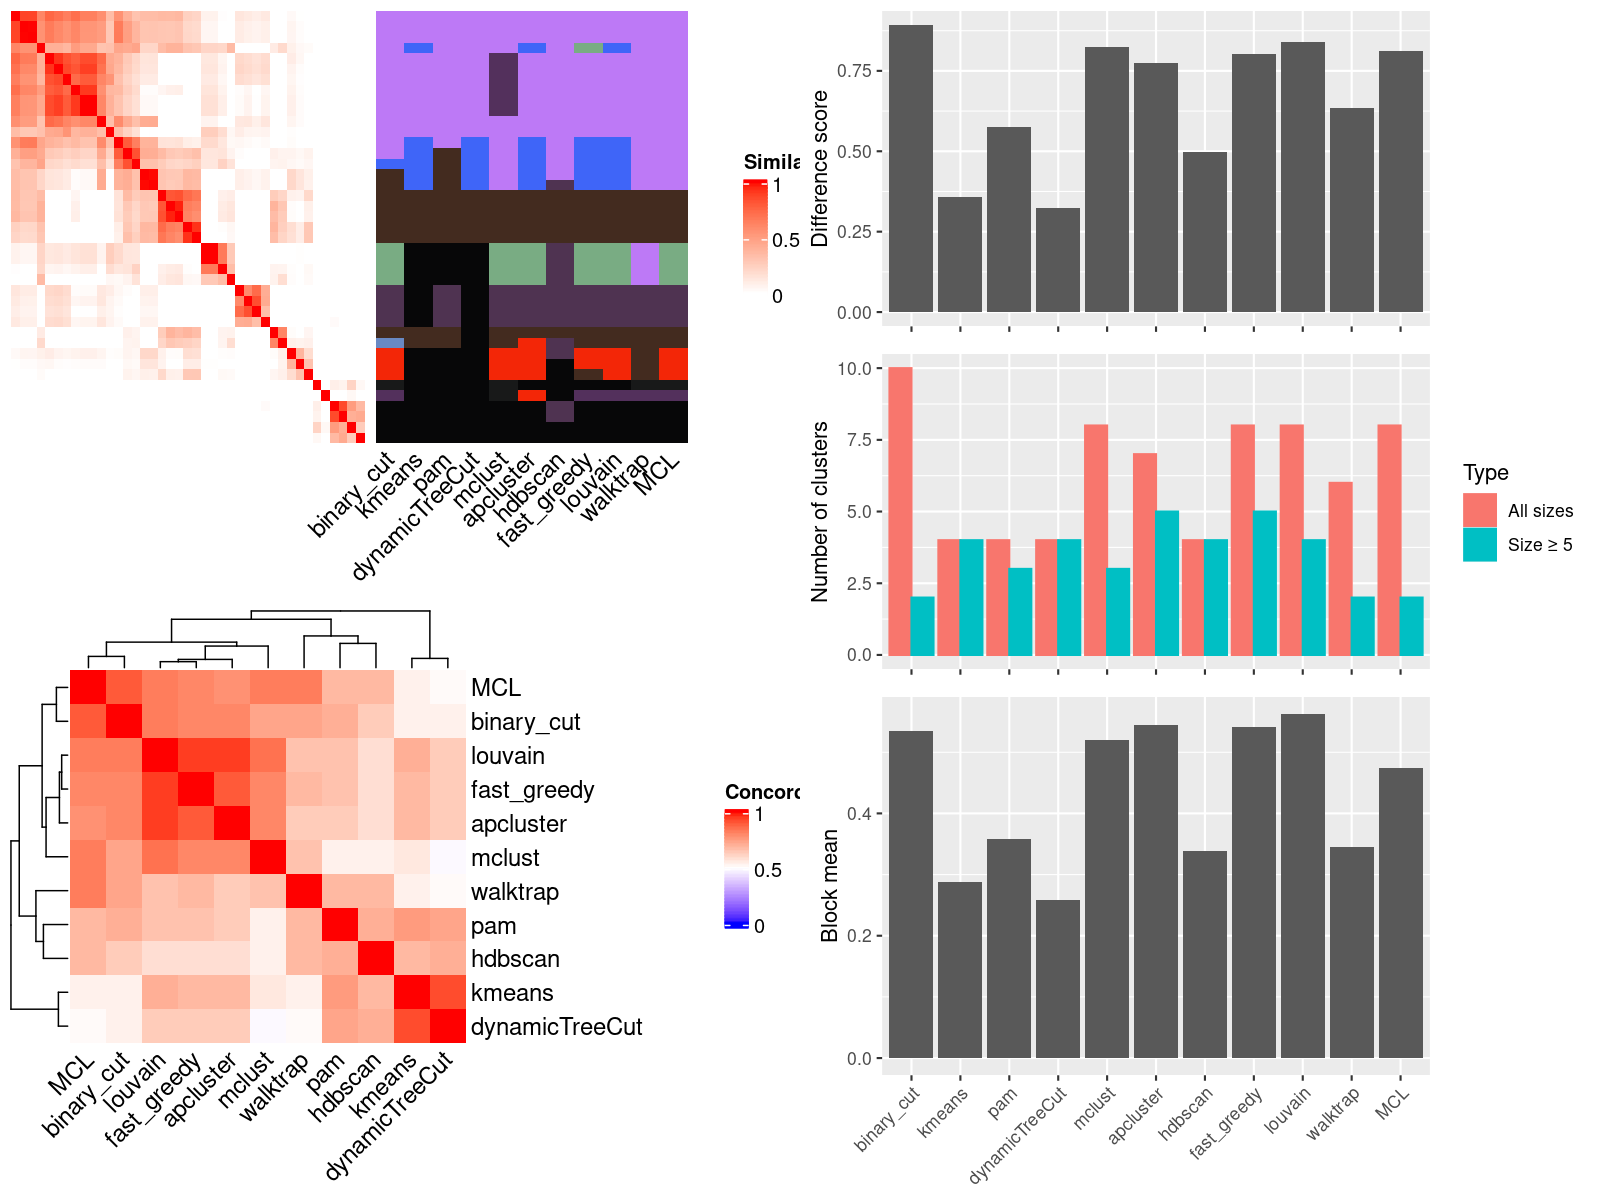 Simila
1
0.5
0
binary_cut
kmeans
pam
dynamicTreeCut
mclust
apcluster
hdbscan
fast_greedy
louvain
walktrap
MCL
MCL
binary_cut
louvain
fast_greedy
apcluster
mclust
walktrap
pam
hdbscan
kmeans
dynamicTreeCut
Concord
1
0.5
0
MCL
binary_cut
louvain
fast_greedy
apcluster
mclust
walktrap
pam
hdbscan
kmeans
dynamicTreeCut
Difference score
0.75
0.50
0.25
0.00
Number of clusters
10.0
7.5
5.0
2.5
0.0
Type
All sizes
Size ≥ 5
Block mean
0.4
0.2
0.0
binary_cut
kmeans
pam
dynamicTreeCut
mclust
apcluster
hdbscan
fast_greedy
louvain
walktrap
MCL